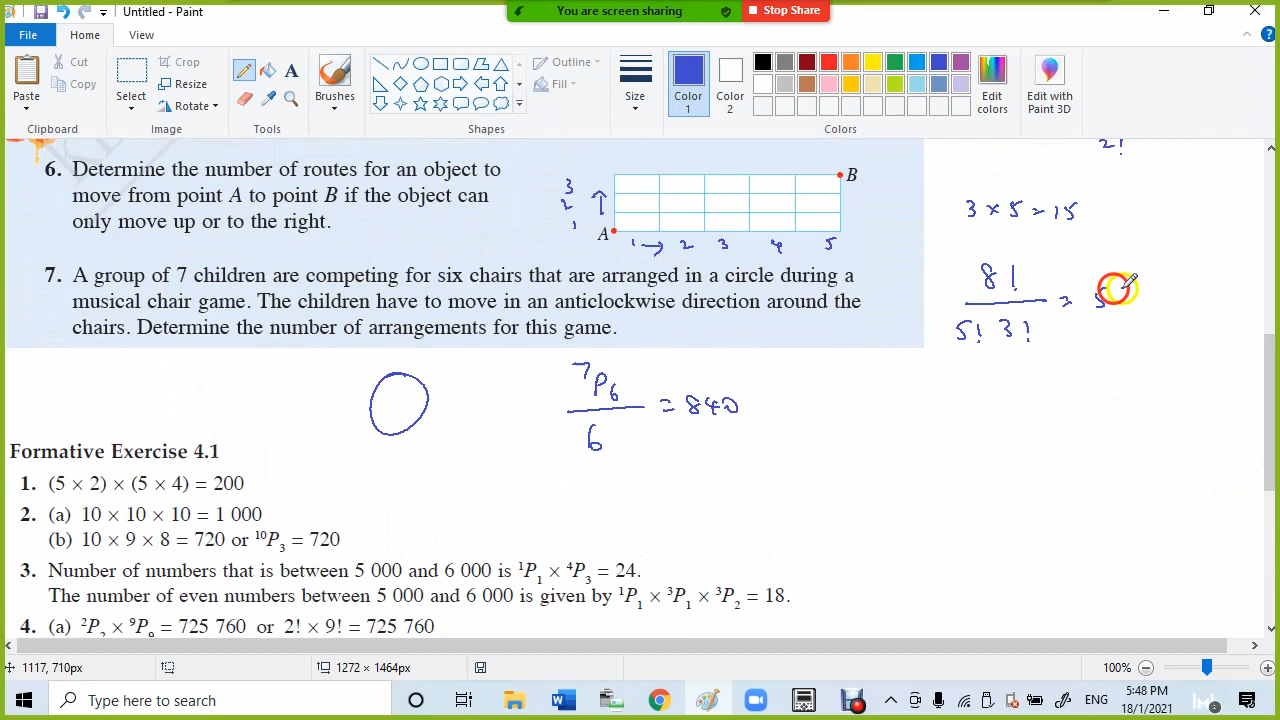 Untitled - Paint
You are screen sharing
Stop Share
File Home View
Paste
Cut
Copy
Clipboard
Select
Crop
Resize
Rotate
Image
Tools
Brushes
Outline
Fill
Shapes
Size
Color 1
Color 2
Edit colors
Edit with Paint 3D
Colors
2!
6. Determine the number of routes for an object to
move from point A to point B if the object can
only move up or to the right.
3
2
1
A
B
1 → 2 3 4 5
3 × 5 = 15
7. A group of 7 children are competing for six chairs that are arranged in a circle during a
musical chair game. The children have to move in an anticlockwise direction around the
chairs. Determine the number of arrangements for this game.
8!
5! 3!
= 5
⁷P₆
6
= 840
Formative Exercise 4.1
1. (5 × 2) × (5 × 4) = 200
2. (a) 10 × 10 × 10 = 1 000
(b) 10 × 9 × 8 = 720 or ¹⁰P₃ = 720
3. Number of numbers that is between 5 000 and 6 000 is ¹P₁ × ⁴P₃ = 24.
The number of even numbers between 5 000 and 6 000 is given by ¹P₁ × ³P₁ × ³P₂ = 18.
4. (a) ²P₂ × ⁹P₉ = 725 760 or 2! × 9! = 725 760
1117, 710px
1272 × 1464px
100%
Type here to search
ENG
5:48 PM
18/1/2021